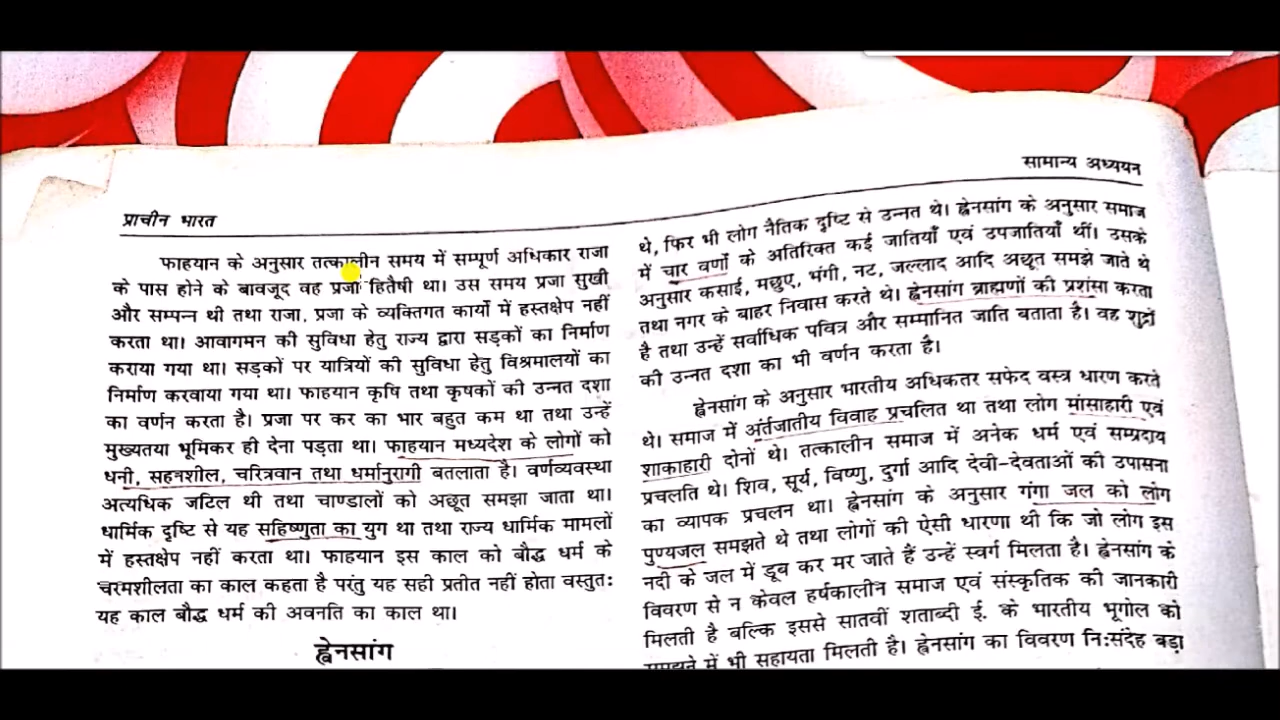 सामान्य अध्ययन
प्राचीन भारत
फाहयान के अनुसार तत्कालीन समय में सम्पूर्ण अधिकार राजा
के पास होने के बावजूद वह प्रजा हितैषी था। उस समय प्रजा सुखी
और सम्पन्न थी तथा राजा, प्रजा के व्यक्तिगत कार्यों में हस्तक्षेप नहीं
करता था। आवागमन की सुविधा हेतु राज्य द्वारा सड़कों का निर्माण
कराया गया था। सड़कों पर यात्रियों की सुविधा हेतु विश्रमालयों का
निर्माण करवाया गया था। फाहयान कृषि तथा कृषकों की उन्नत दशा
का वर्णन करता है। प्रजा पर कर का भार बहुत कम था तथा उन्हें
मुख्यतया भूमिकर ही देना पड़ता था। फाहयान मध्यदेश के लोगों को
धनी, सहनशील, चरित्रवान तथा धर्मानुरागी बतलाता है। वर्णव्यवस्था
अत्यधिक जटिल थी तथा चाण्डालों को अछूत समझा जाता था।
धार्मिक दृष्टि से यह सहिष्णुता का युग था तथा राज्य धार्मिक मामलों
में हस्तक्षेप नहीं करता था। फाहयान इस काल को बौद्ध धर्म के
चरमशीलता का काल कहता है परंतु यह सही प्रतीत नहीं होता वस्तुतः
यह काल बौद्ध धर्म की अवनति का काल था।
ह्वेनसांग
थे, फिर भी लोग नैतिक दृष्टि से उन्नत थे। ह्वेनसांग के अनुसार समाज
में चार वर्णों के अतिरिक्त कई जातियाँ एवं उपजातियाँ थीं। उसके
अनुसार कसाई, मछुए, भंगी, नट, जल्लाद आदि अछूत समझे जाते थे
तथा नगर के बाहर निवास करते थे। ह्वेनसांग ब्राह्मणों की प्रशंसा करता
है तथा उन्हें सर्वाधिक पवित्र और सम्मानित जाति बताता है। वह शूद्रों
की उन्नत दशा का भी वर्णन करता है।
ह्वेनसांग के अनुसार भारतीय अधिकतर सफेद वस्त्र धारण करते
थे। समाज में अंर्तजातीय विवाह प्रचलित था तथा लोग मांसाहारी एवं
शाकाहारी दोनों थे। तत्कालीन समाज में अनेक धर्म एवं सम्प्रदाय
प्रचलति थे। शिव, सूर्य, विष्णु, दुर्गा आदि देवी-देवताओं की उपासना
का व्यापक प्रचलन था। ह्वेनसांग के अनुसार गंगा जल को लोग
पुण्यजल समझते थे तथा लोगों की ऐसी धारणा थी कि जो लोग इस
नदी के जल में डूब कर मर जाते हैं उन्हें स्वर्ग मिलता है। ह्वेनसांग के
विवरण से न केवल हर्षकालीन समाज एवं संस्कृतिक की जानकारी
मिलती है बल्कि इससे सातवीं शताब्दी ई. के भारतीय भूगोल को
समझने में भी सहायता मिलती है। ह्वेनसांग का विवरण निःसंदेह बड़ा